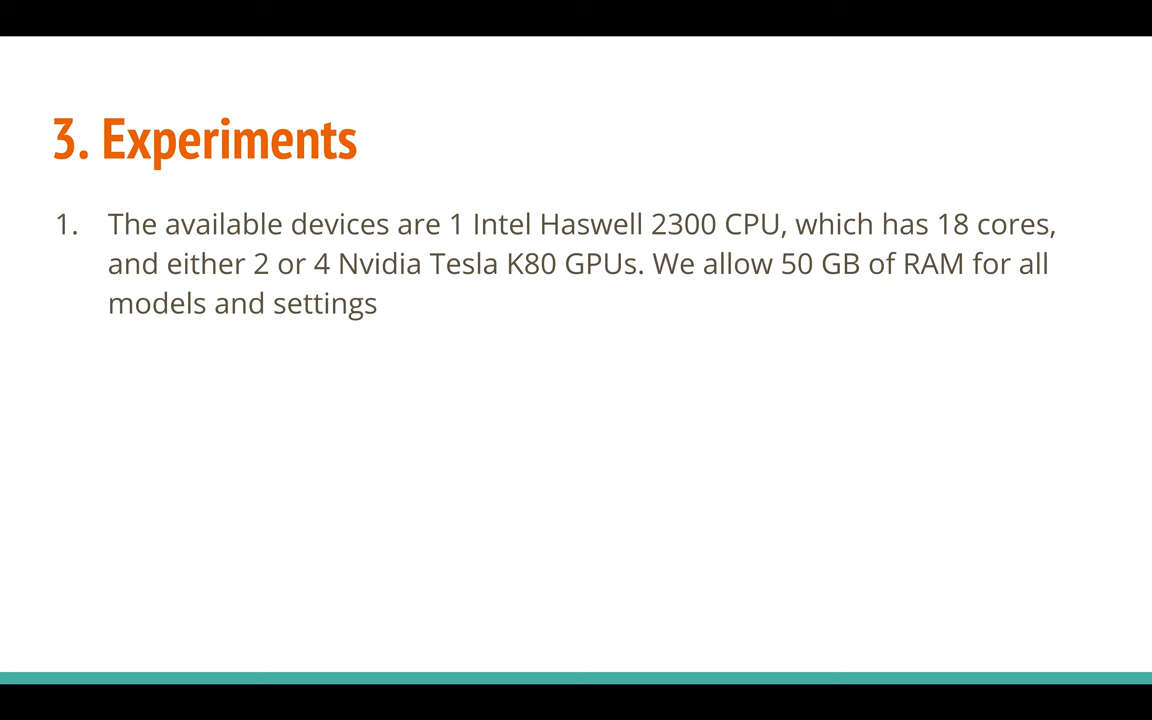 3. Experiments
1. The available devices are 1 Intel Haswell 2300 CPU, which has 18 cores,
and either 2 or 4 Nvidia Tesla K80 GPUs. We allow 50 GB of RAM for all
models and settings